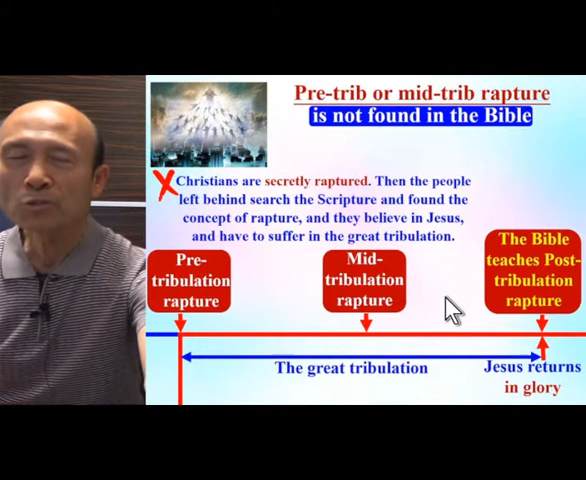 Pre-trib or mid-trib rapture
is not found in the Bible
Christians are secretly raptured. Then the people
left behind search the Scripture and found the
concept of rapture, and they believe in Jesus,
and have to suffer in the great tribulation.
Pre-
tribulation
rapture
Mid-
tribulation
rapture
The Bible
teaches Post-
tribulation
rapture
The great tribulation
Jesus returns
in glory